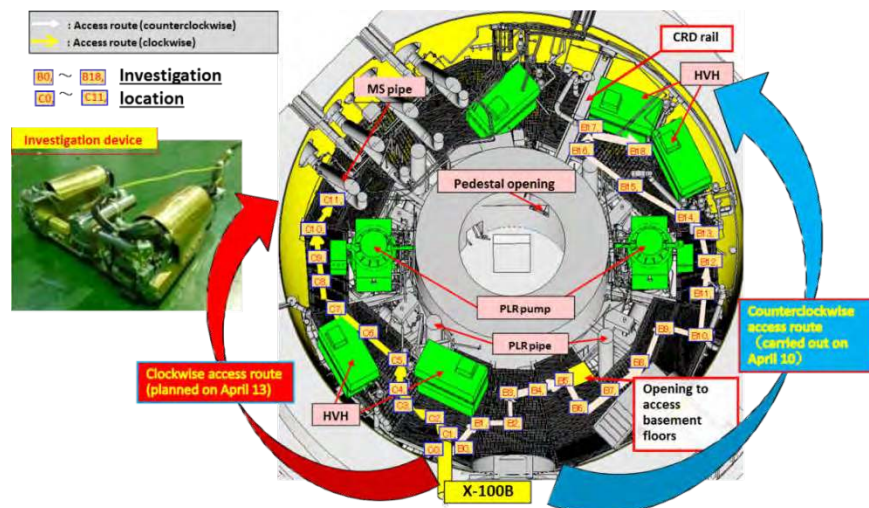 : Access route (counterclockwise)
: Access route (clockwise)
B0, ～ B18, Investigation
C0, ～ C11, location
Investigation device
MS pipe
CRD rail
HVH
B17,
B16,
B18,
B15,
Pedestal opening
C11,
C10,
C9,
C8,
C7,
C6,
C5,
C4,
C3,
C2,
C1,
C0,
B14,
B13,
B12,
B11,
B10,
B9,
B8,
B7,
B6,
B5,
B4,
B3,
B2,
B1,
B0,
PLR pump
PLR pipe
Counterclockwise
access route
(carried out on
April 10)
Clockwise access route
(planned on April 13)
HVH
Opening to
access
basement
floors
X-100B